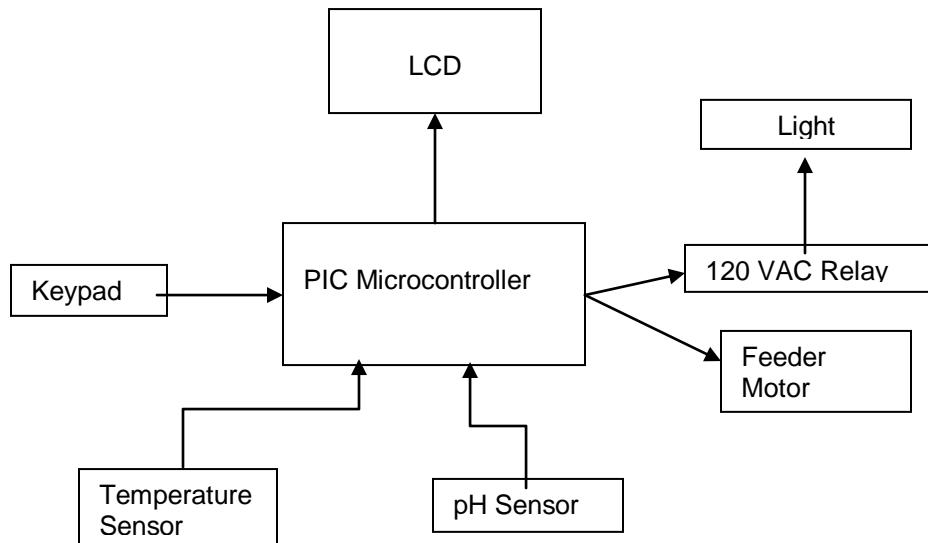 LCD
Light
PIC Microcontroller
120 VAC Relay
Keypad
Feeder
Motor
Temperature
Sensor
pH Sensor